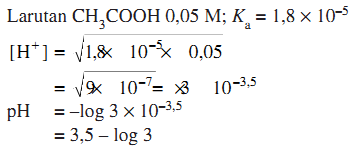 Larutan CH₃COOH 0,05 M; Kₐ = 1,8 × 10⁻⁵
[H⁺] = √1,8× 10⁻⁵× 0,05
= √9× 10⁻⁷ = ×3 10⁻³,⁵
pH = –log 3 × 10⁻³,⁵
= 3,5 – log 3